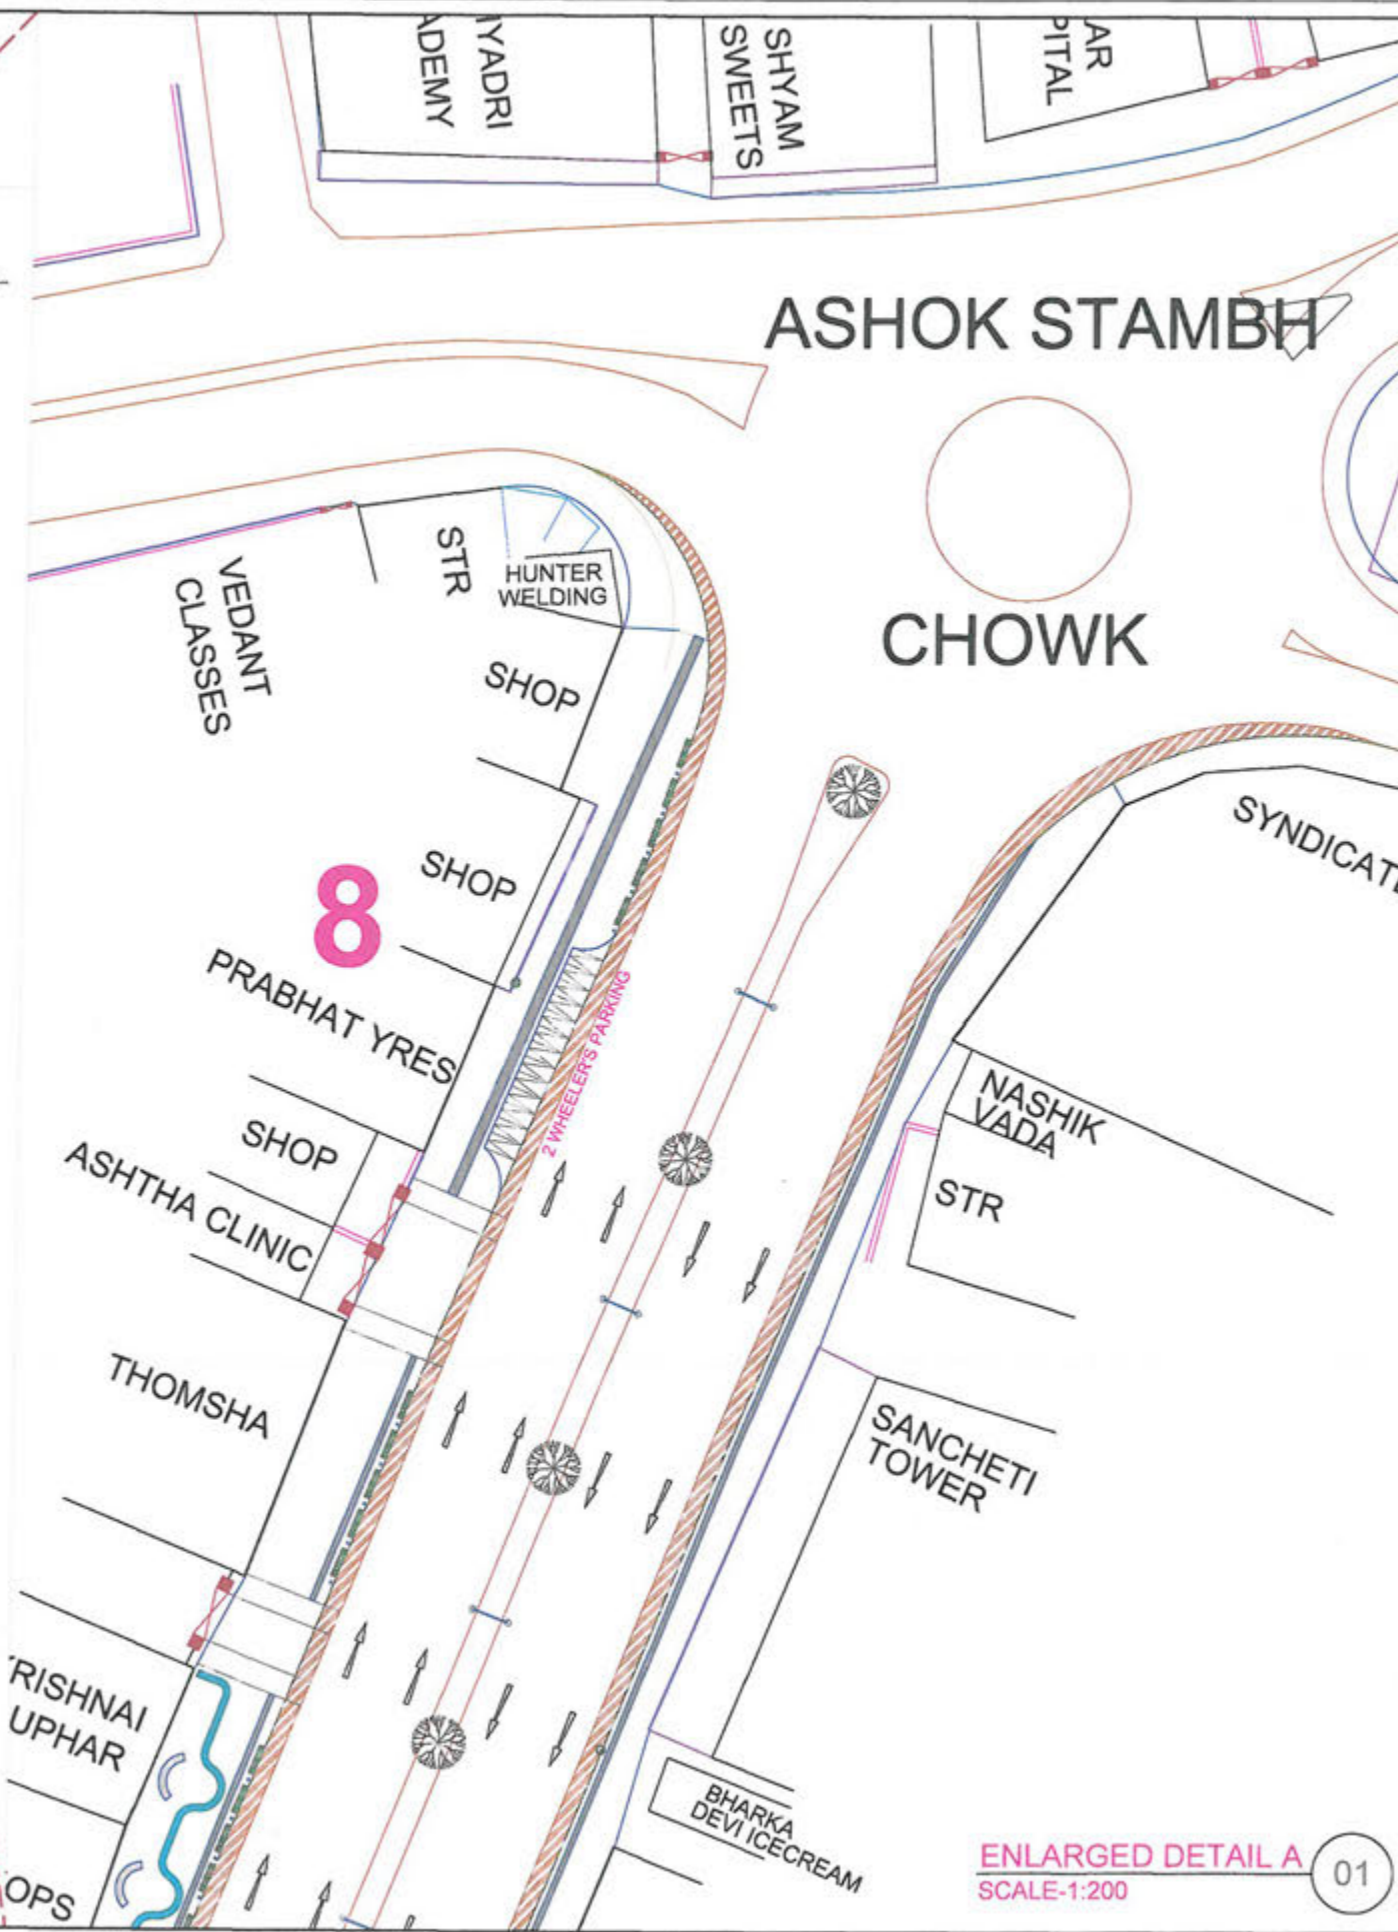 IYADRI
ADEMY
SHYAM
SWEETS
AR
PITAL
ASHOK STAMBH
CHOWK
VEDANT
CLASSES
STR
HUNTER
WELDING
SHOP
SHOP
8
PRABHAT YRES
2 WHEELER'S PARKING
SHOP
ASHTHA CLINIC
THOMSHA
RISHNAI
UPHAR
OPS
SYNDICAT
NASHIK
VADA
STR
SANCHETI
TOWER
BHARKA
DEVI ICECREAM
ENLARGED DETAIL A
SCALE-1:200
01